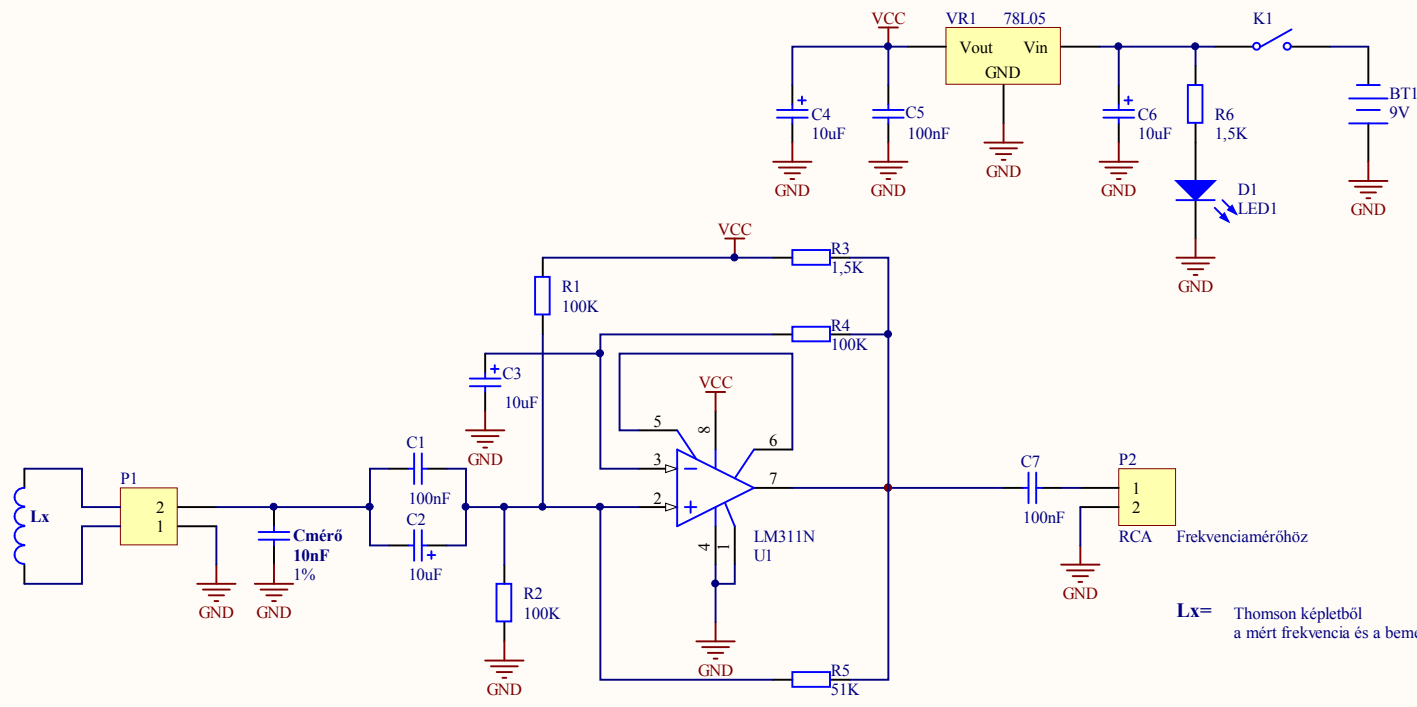 VCC
VR1
78L05
K1
Vout
Vin
GND
C4
10uF
C5
100nF
C6
10uF
R6
1,5K
BT1
9V
GND
GND
GND
GND
GND
D1
LED1
GND
VCC
R3
1,5K
R1
100K
R4
100K
C3
10uF
GND
VCC
5
8
6
3
2
7
4
1
LM311N
U1
GND
C1
100nF
C2
10uF
P1
2
1
Lx
Cmérő
10nF
1%
GND
GND
R2
100K
GND
R5
51K
C7
100nF
P2
1
2
RCA
Frekvenciamérőhöz
GND
Lx=
Thomson képletből
a mért frekvencia és a